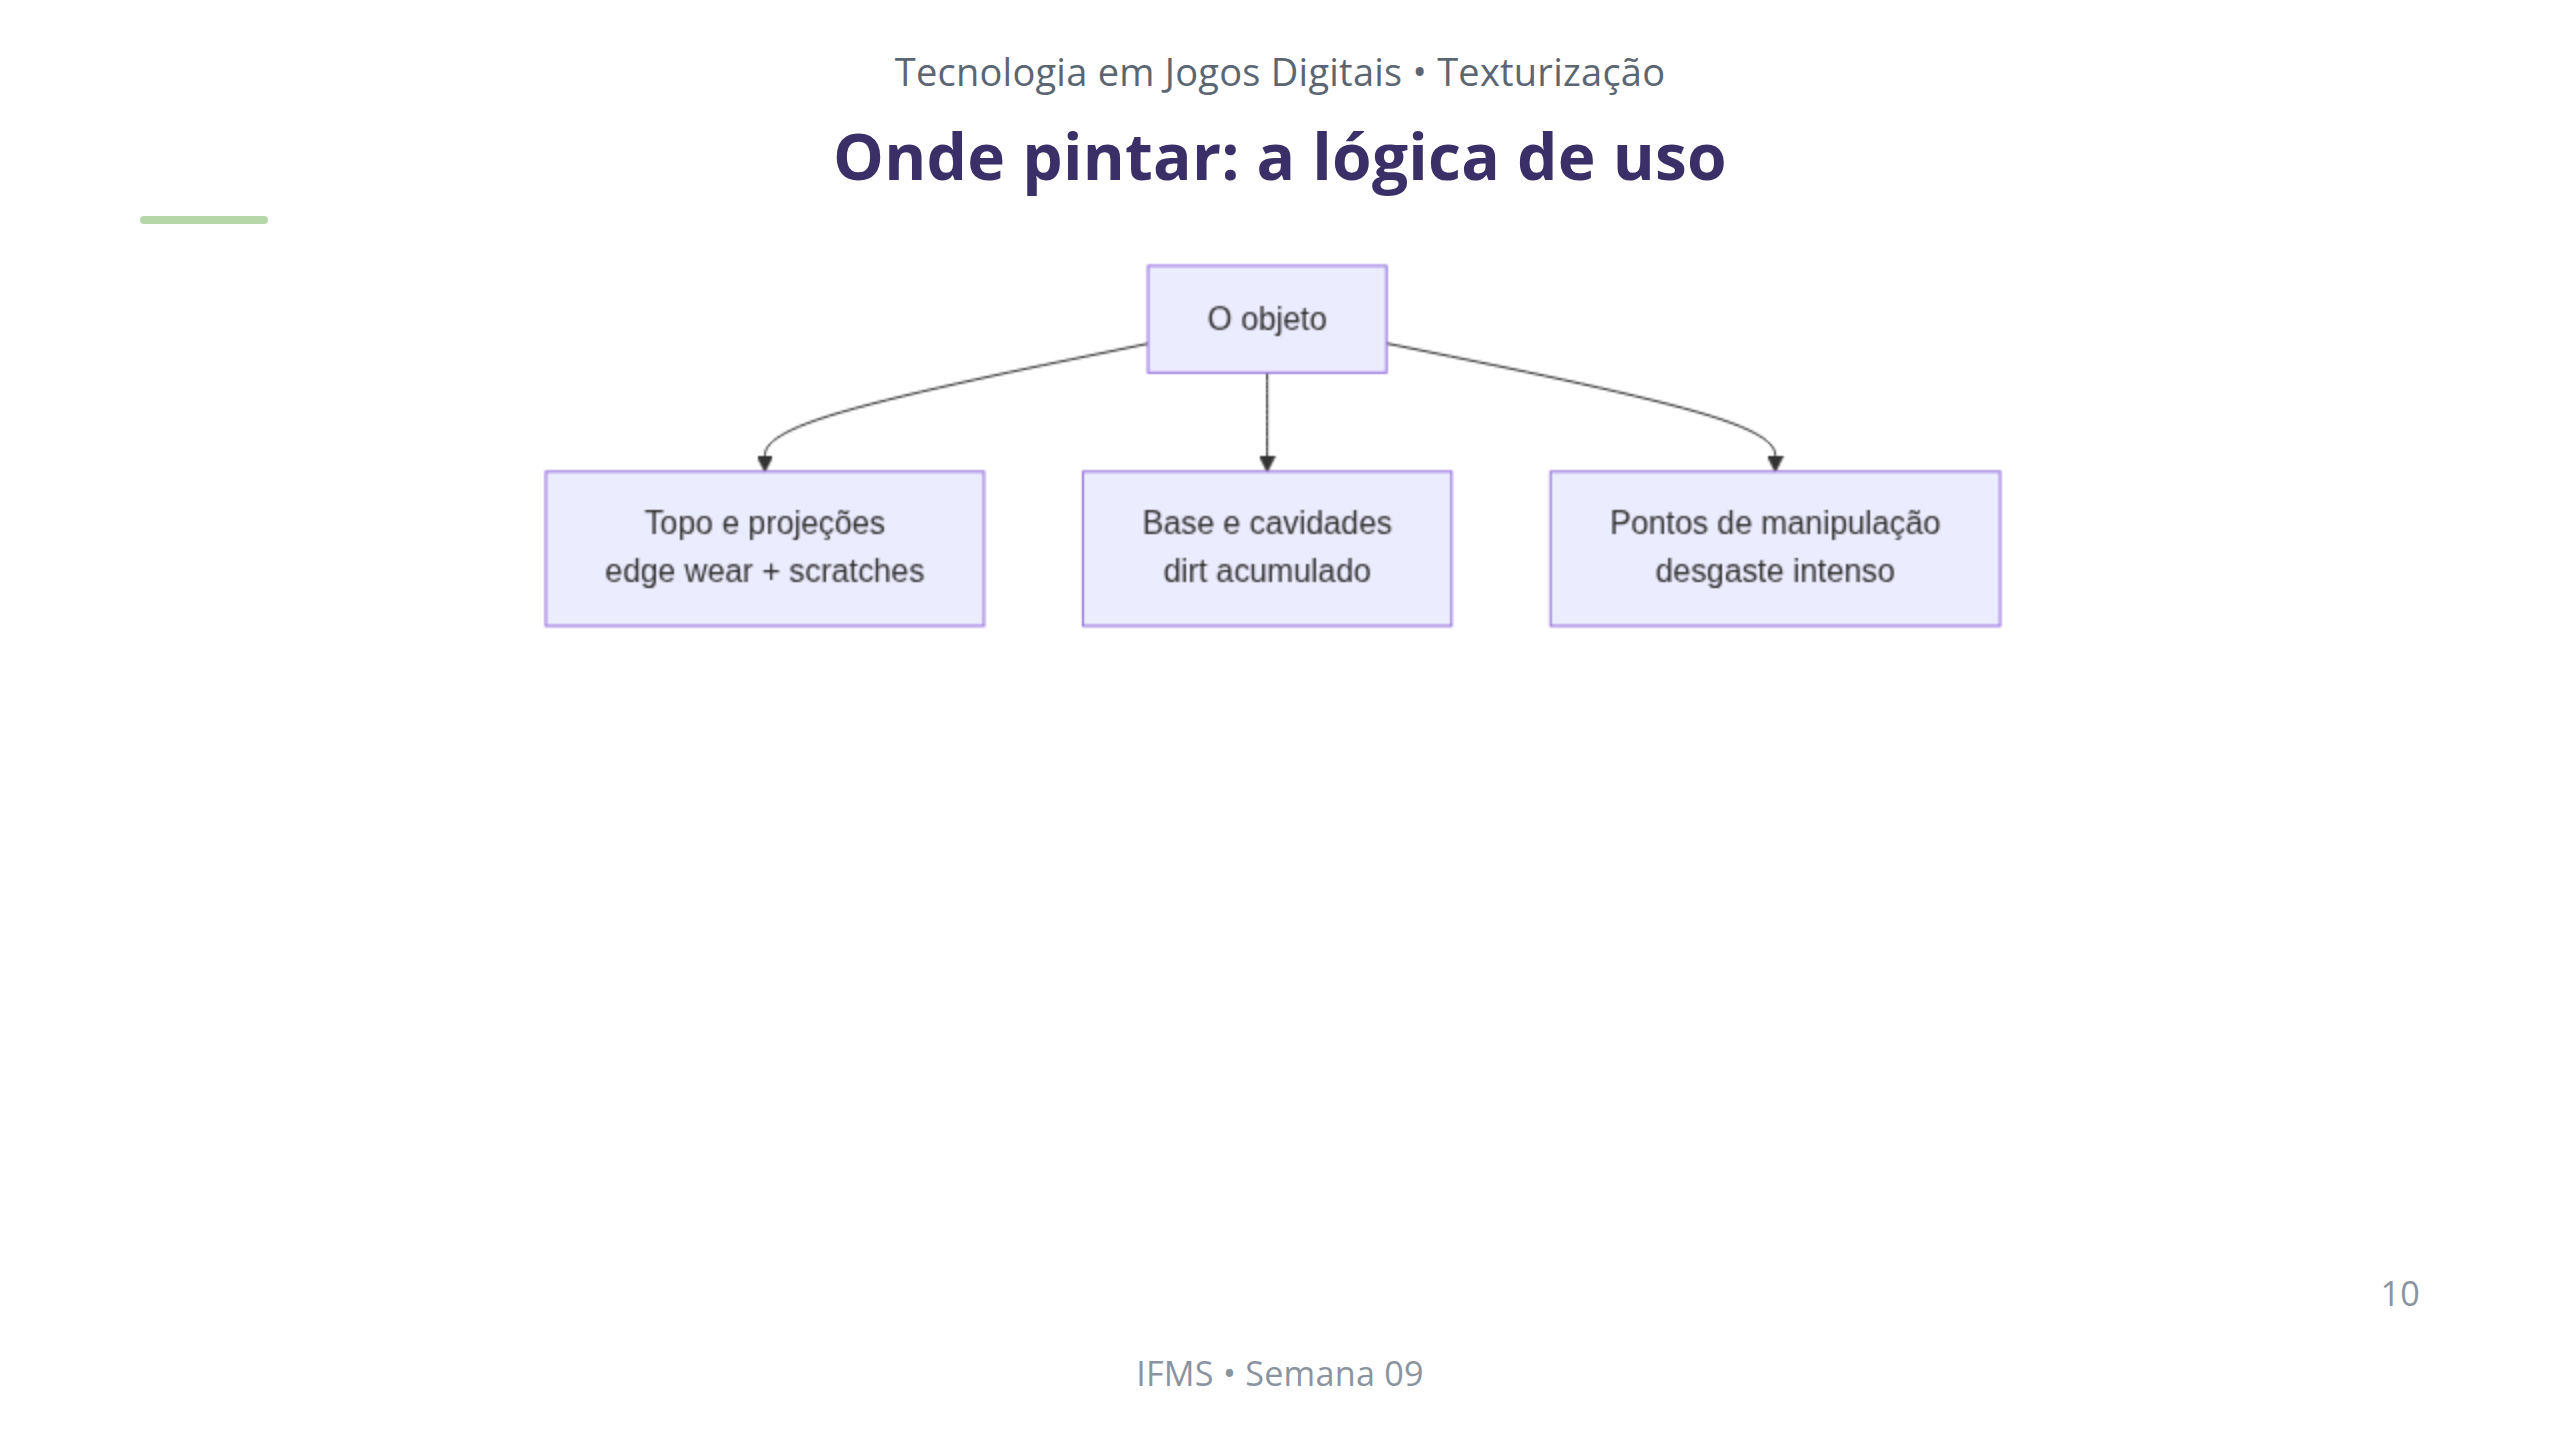 Tecnologia em Jogos Digitais • Texturização
Onde pintar: a lógica de uso
O objeto
Topo e projeções
edge wear + scratches
Base e cavidades
dirt acumulado
Pontos de manipulação
desgaste intenso
10
IFMS • Semana 09